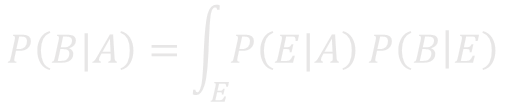 P(B|A) = ∫_E P(E|A) P(B|E)